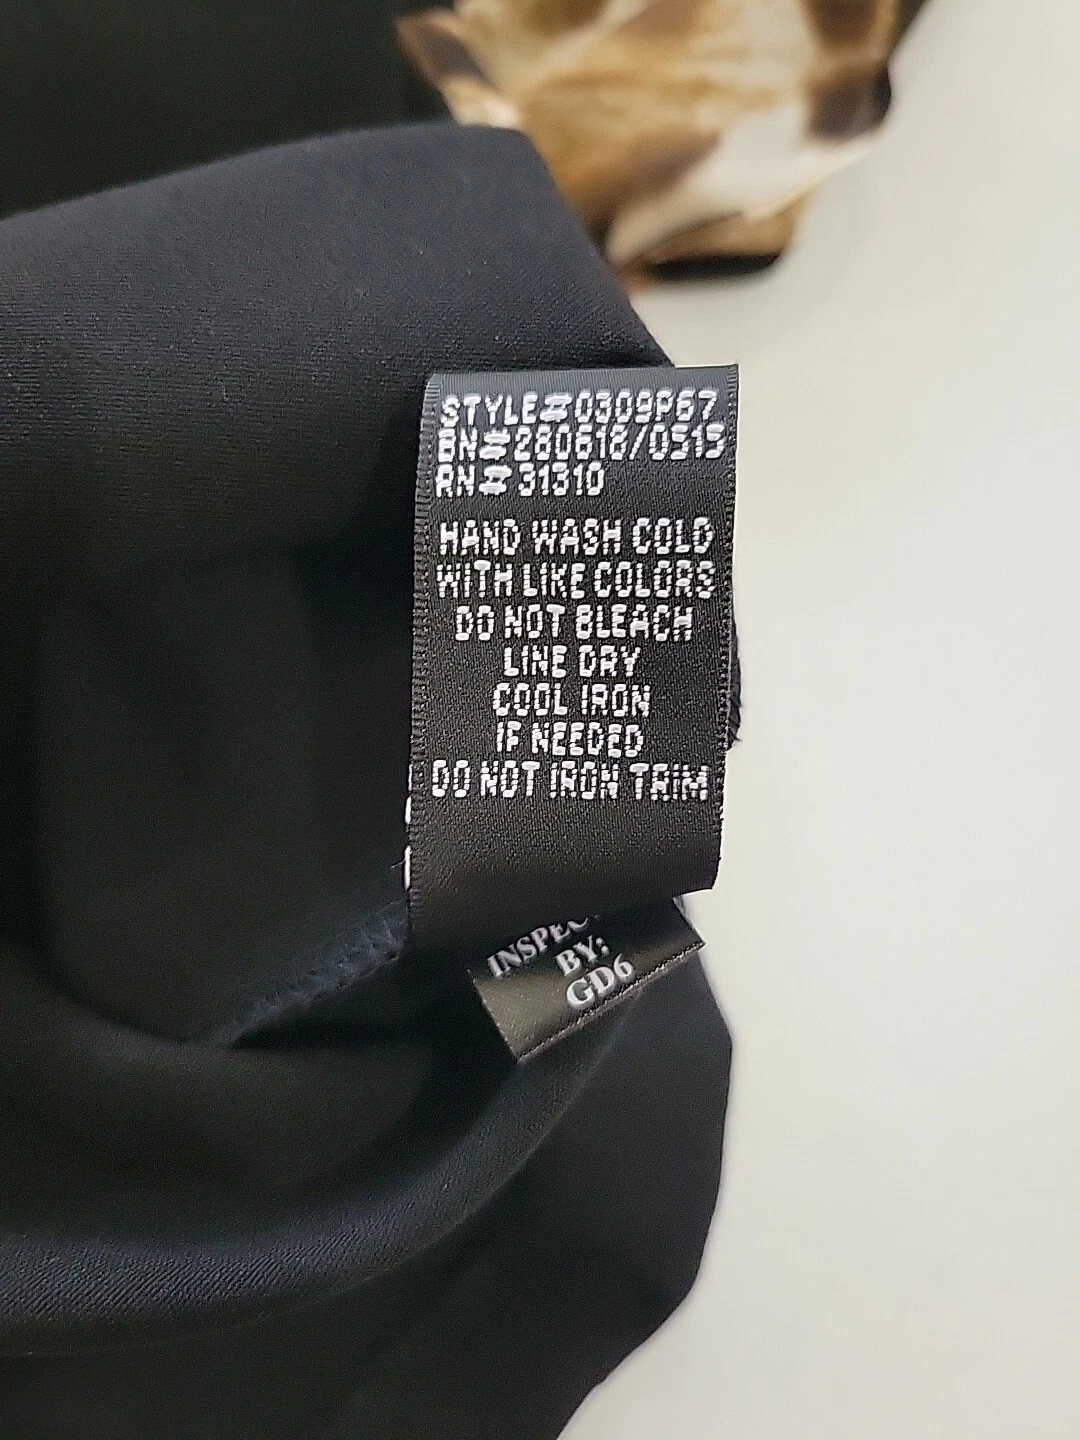 STYLE#0309P67
BN#280618/0515
RN#31310
HAND WASH COLD
WITH LIKE COLORS
DO NOT BLEACH
LINE DRY
COOL IRON
IF NEEDED
DO NOT IRON TRIM
BY:
GD6